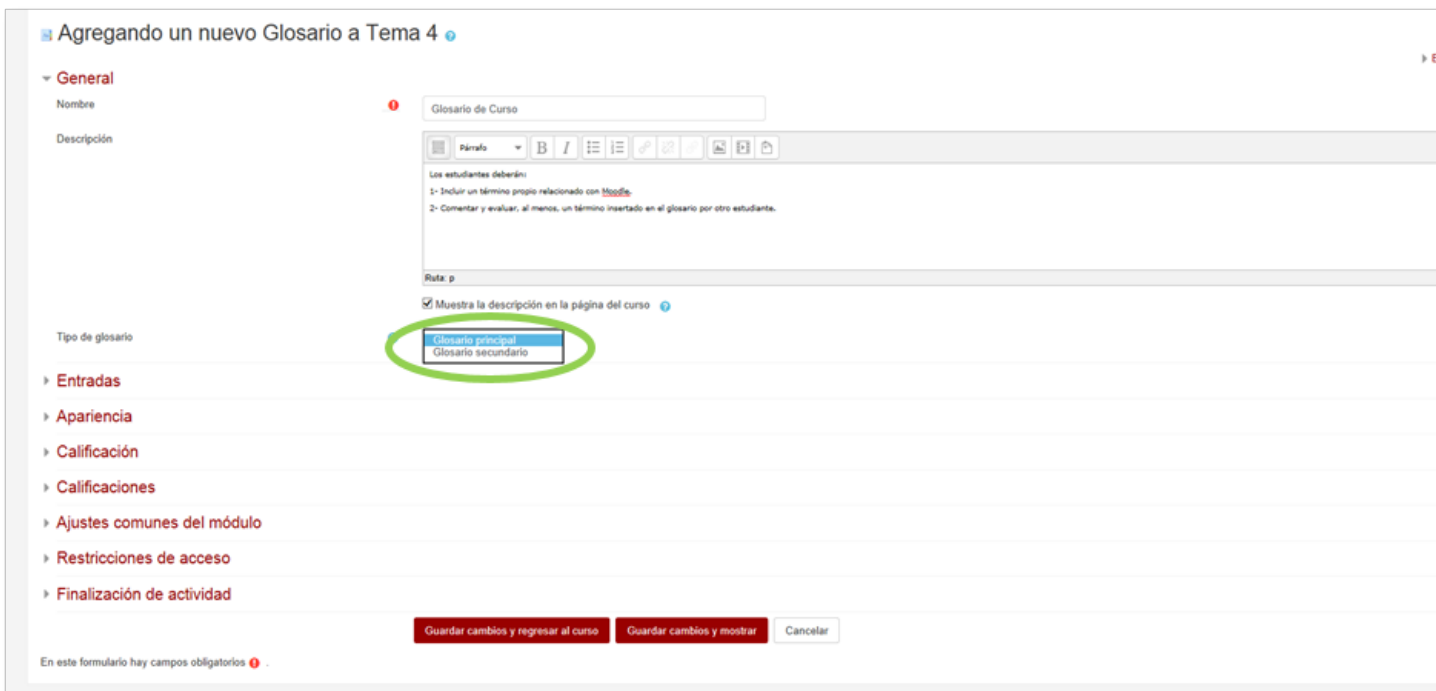 Agregando un nuevo Glosario a Tema 4
General
Nombre
Glosario de Curso
Descripción
Párrafo B I
Los estudiantes deberán:
1- Incluir un término propio relacionado con Moodle.
2- Comentar y evaluar, al menos, un término insertado en el glosario por otro estudiante.
Ruta: p
Muestra la descripción en la página del curso
Tipo de glosario
Glosario principal
Glosario secundario
Entradas
Apariencia
Calificación
Calificaciones
Ajustes comunes del módulo
Restricciones de acceso
Finalización de actividad
Guardar cambios y regresar al curso Guardar cambios y mostrar Cancelar
En este formulario hay campos obligatorios .